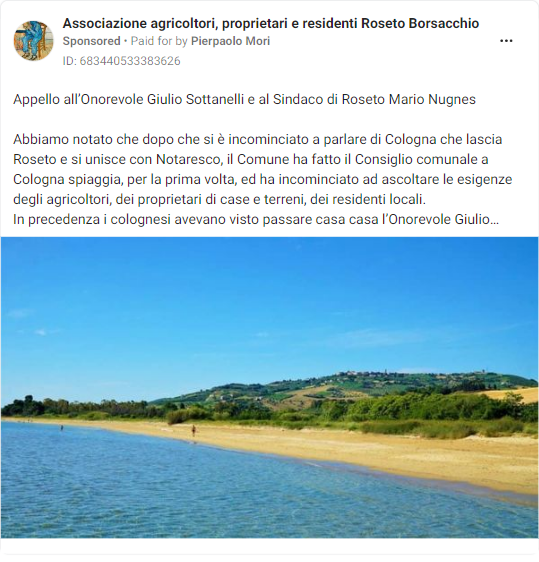 Associazione agricoltori, proprietari e residenti Roseto Borsacchio
Sponsored • Paid for by Pierpaolo Mori
ID: 683440533383626
Appello all'Onorevole Giulio Sottanelli e al Sindaco di Roseto Mario Nugnes
Abbiamo notato che dopo che si è incominciato a parlare di Cologna che lascia
Roseto e si unisce con Notaresco, il Comune ha fatto il Consiglio comunale a
Cologna spiaggia, per la prima volta, ed ha incominciato ad ascoltare le esigenze
degli agricoltori, dei proprietari di case e terreni, dei residenti locali.
In precedenza i colognesi avevano visto passare casa casa l'Onorevole Giulio...